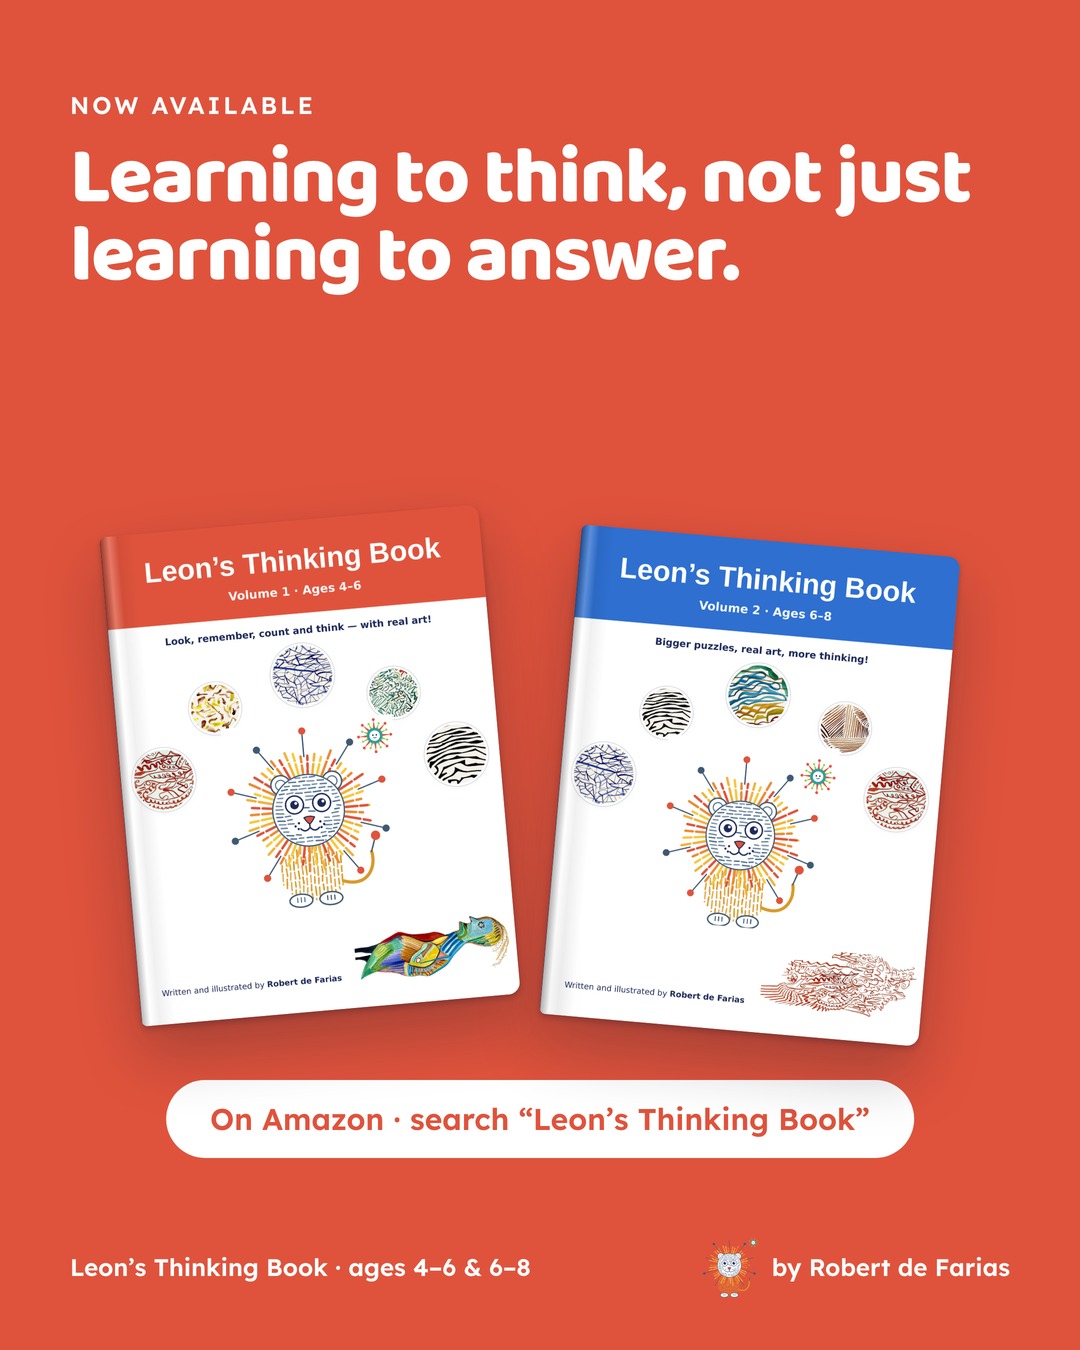 NOW AVAILABLE
Learning to think, not just
learning to answer.
Leon’s Thinking Book
Volume 1 · Ages 4–6
Look, remember, count and think — with real art!
Written and illustrated by Robert de Farias
Leon’s Thinking Book
Volume 2 · Ages 6–8
Bigger puzzles, real art, more thinking!
Written and illustrated by Robert de Farias
On Amazon · search “Leon’s Thinking Book”
Leon’s Thinking Book · ages 4–6 & 6–8
by Robert de Farias